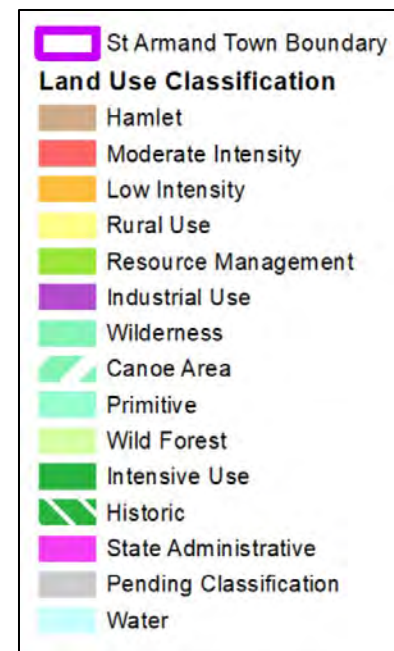 St Armand Town Boundary
Land Use Classification
Hamlet
Moderate Intensity
Low Intensity
Rural Use
Resource Management
Industrial Use
Wilderness
Canoe Area
Primitive
Wild Forest
Intensive Use
Historic
State Administrative
Pending Classification
Water